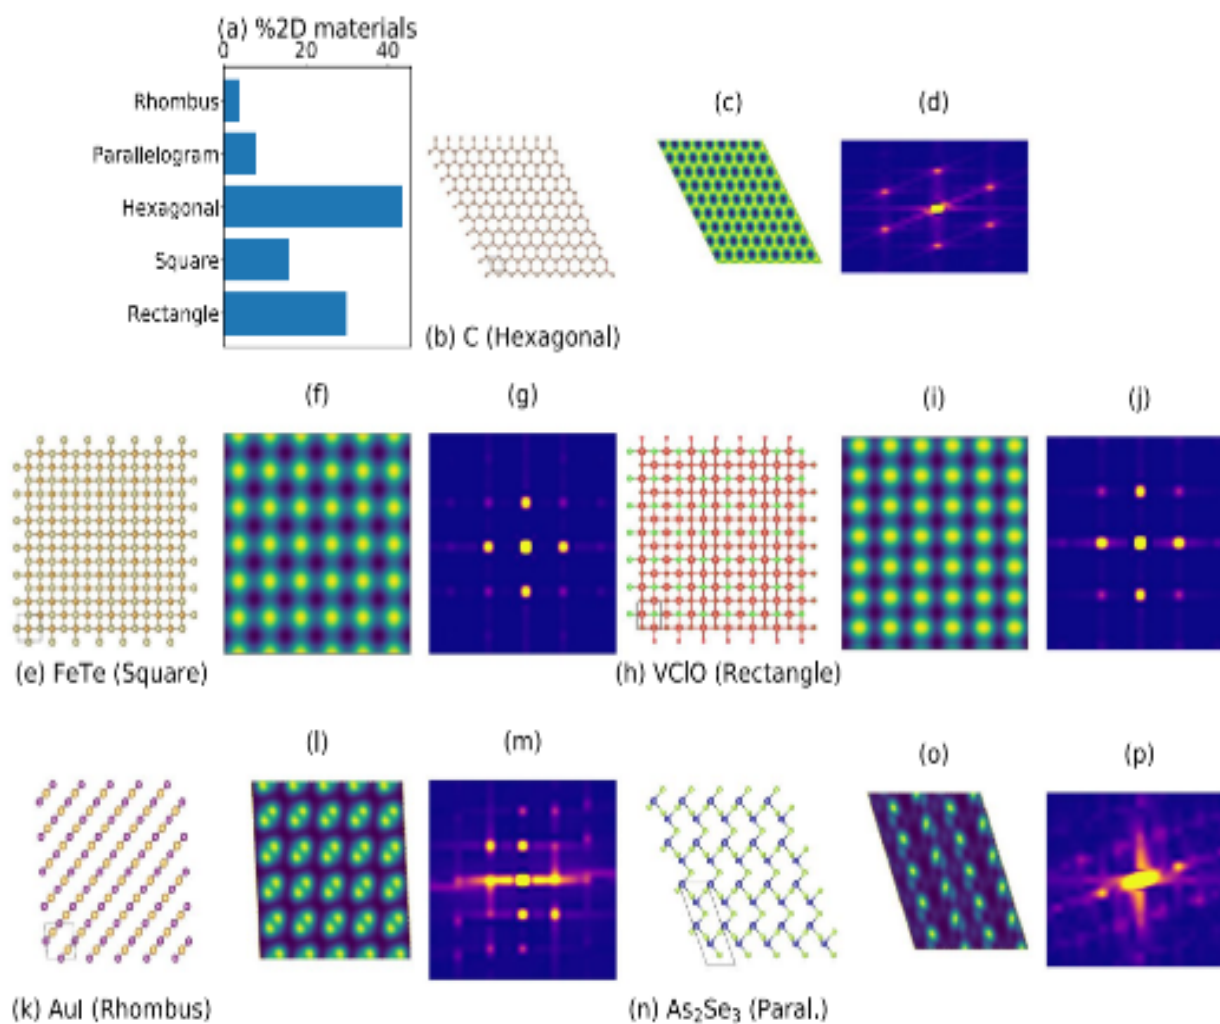 (a) %2D materials
0 20 40
Rhombus
Parallelogram
Hexagonal
Square
Rectangle
(c)
(d)
(b) C (Hexagonal)
(f)
(g)
(i)
(j)
(e) FeTe (Square)
(h) VClO (Rectangle)
(l)
(m)
(o)
(p)
(k) AuI (Rhombus)
(n) As₂Se₃ (Paral.)